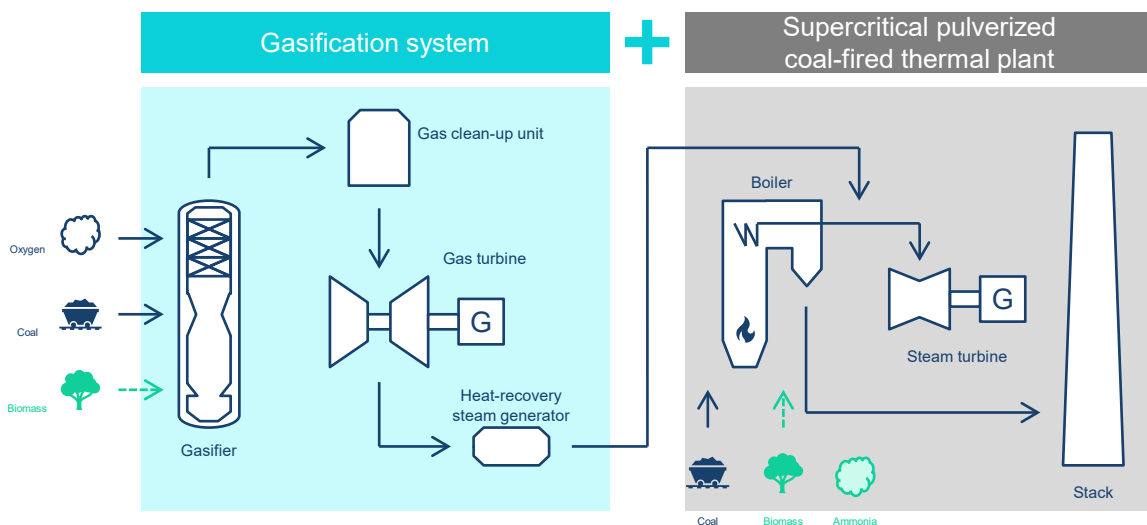 Gasification system
Supercritical pulverized
coal-fired thermal plant
Gas clean-up unit
Boiler
Oxygen
Gas turbine
G
G
Coal
Steam turbine
Heat-recovery
steam generator
Biomass
Gasifier
Stack
Coal
Biomass
Ammonia